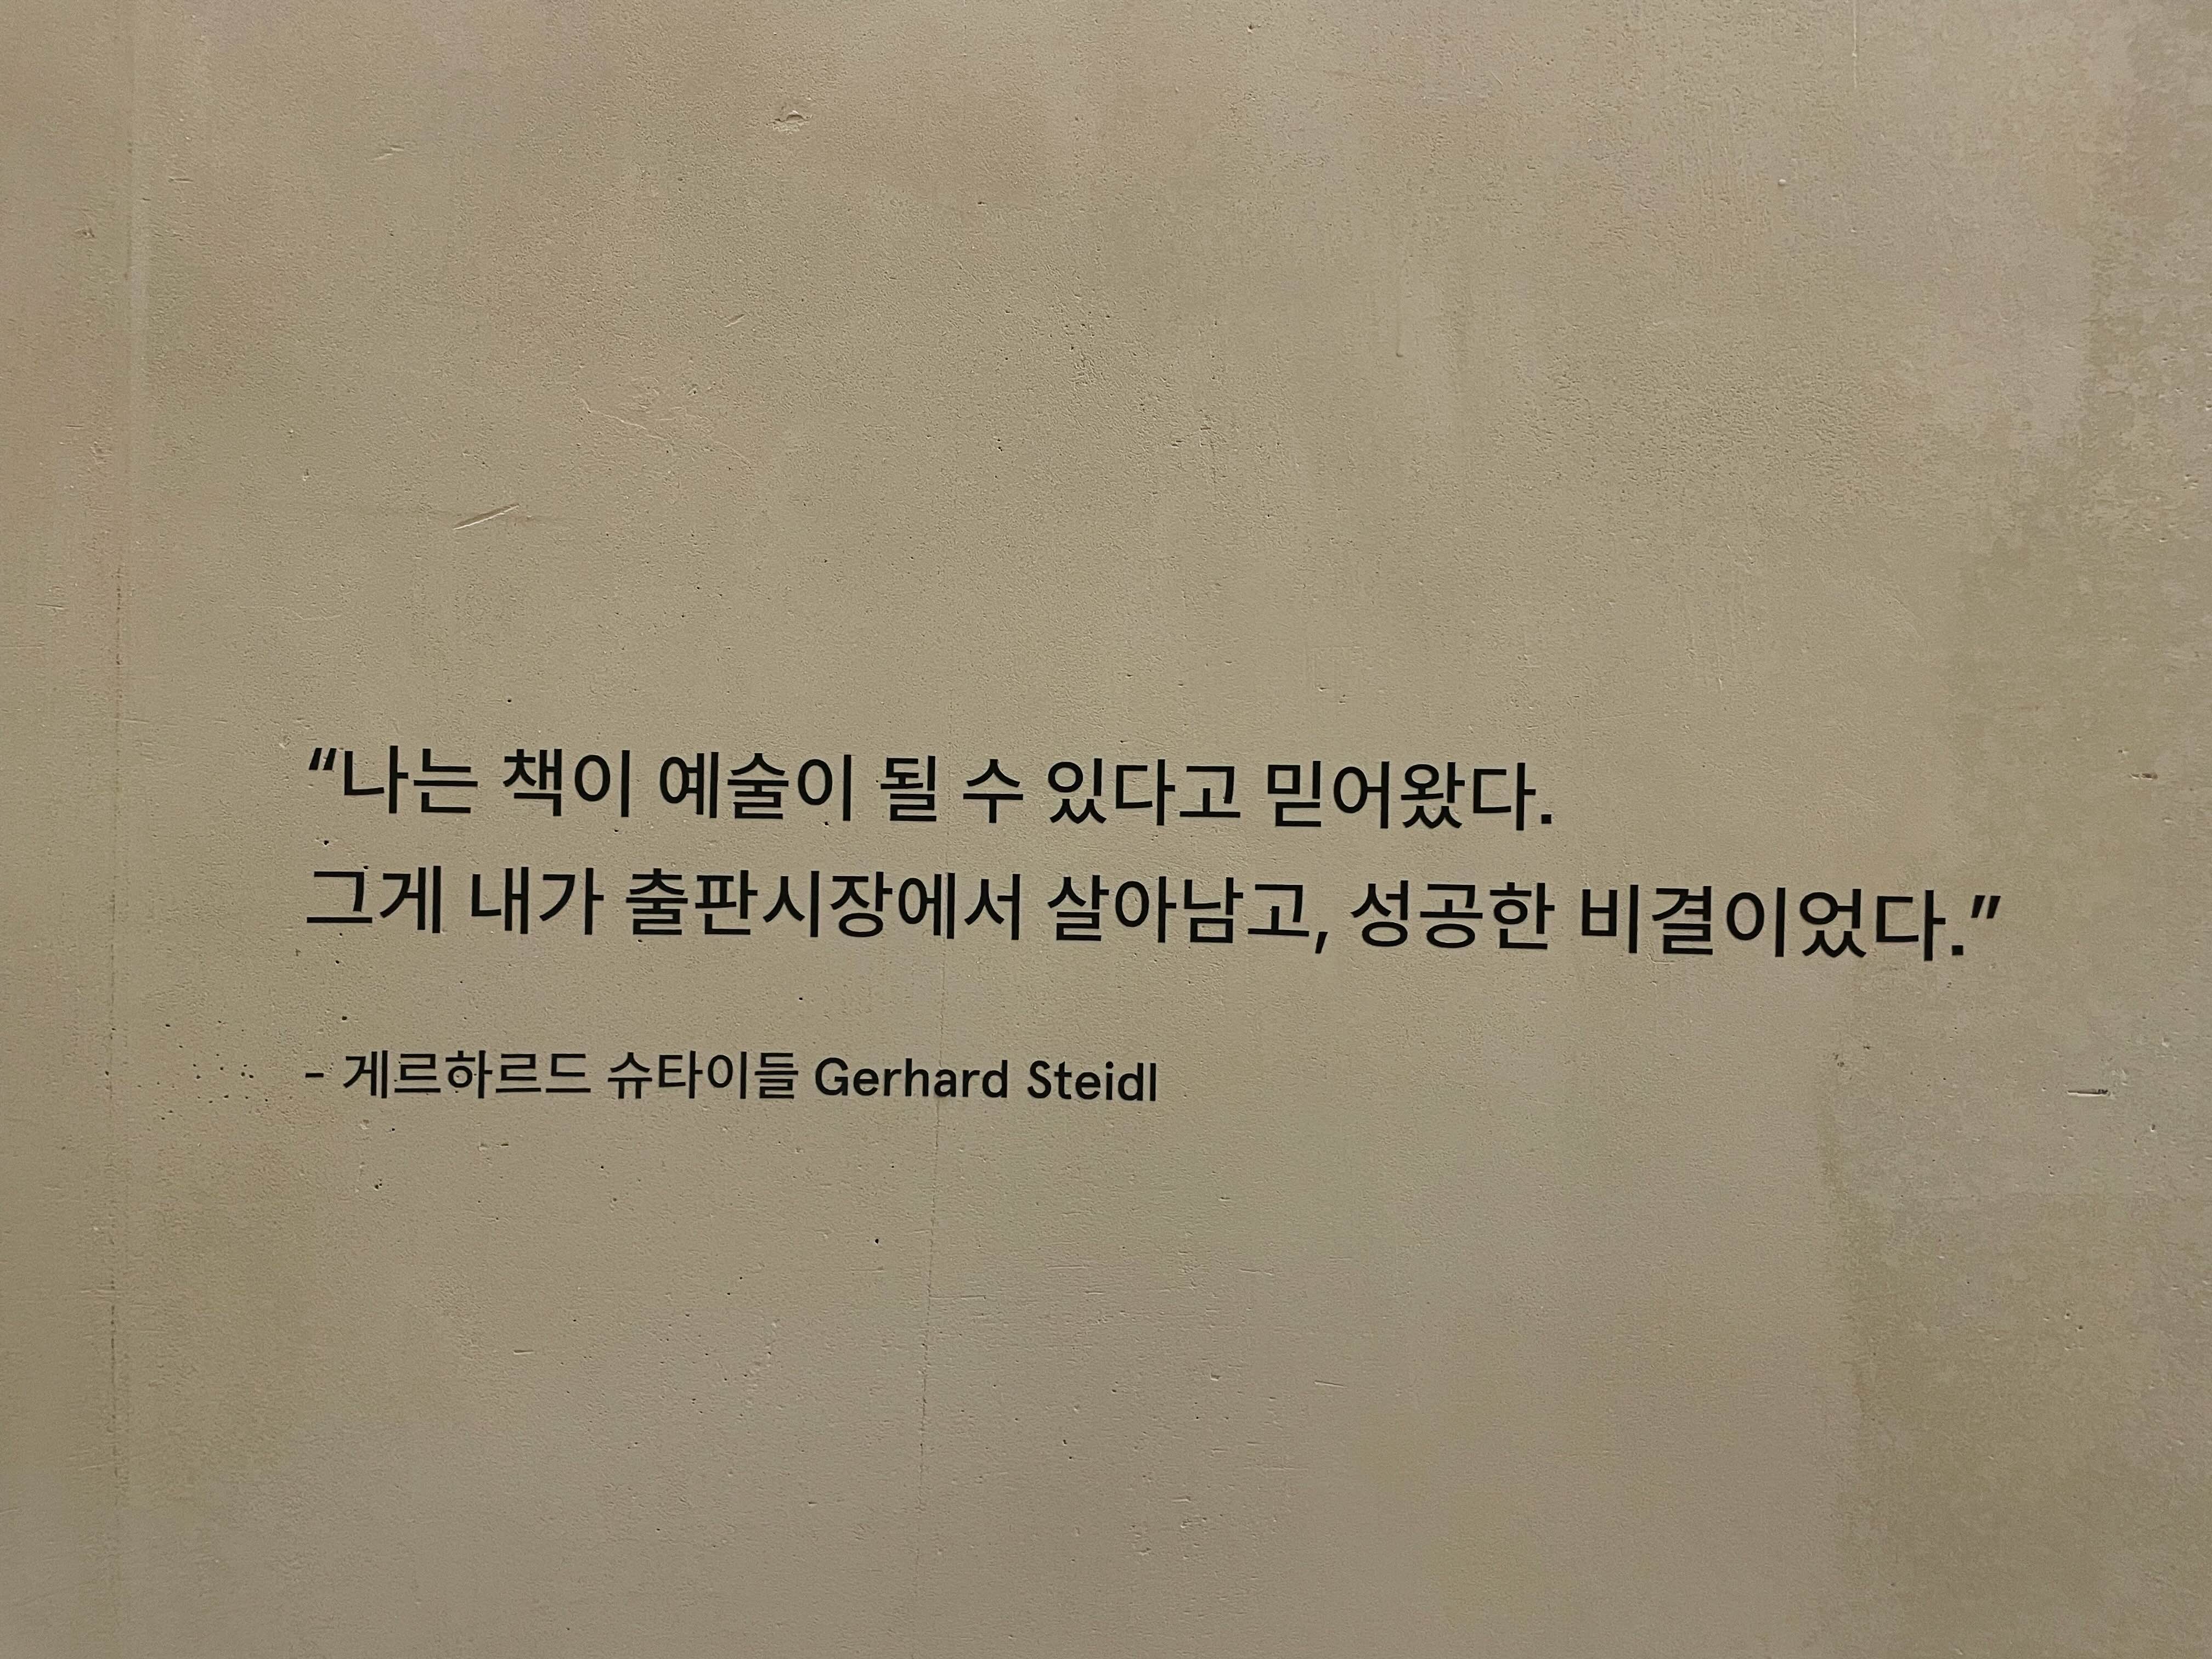 “나는 책이 예술이 될 수 있다고 믿어왔다.
그게 내가 출판시장에서 살아남고, 성공한 비결이었다.”
- 게르하르드 슈타이들 Gerhard Steidl